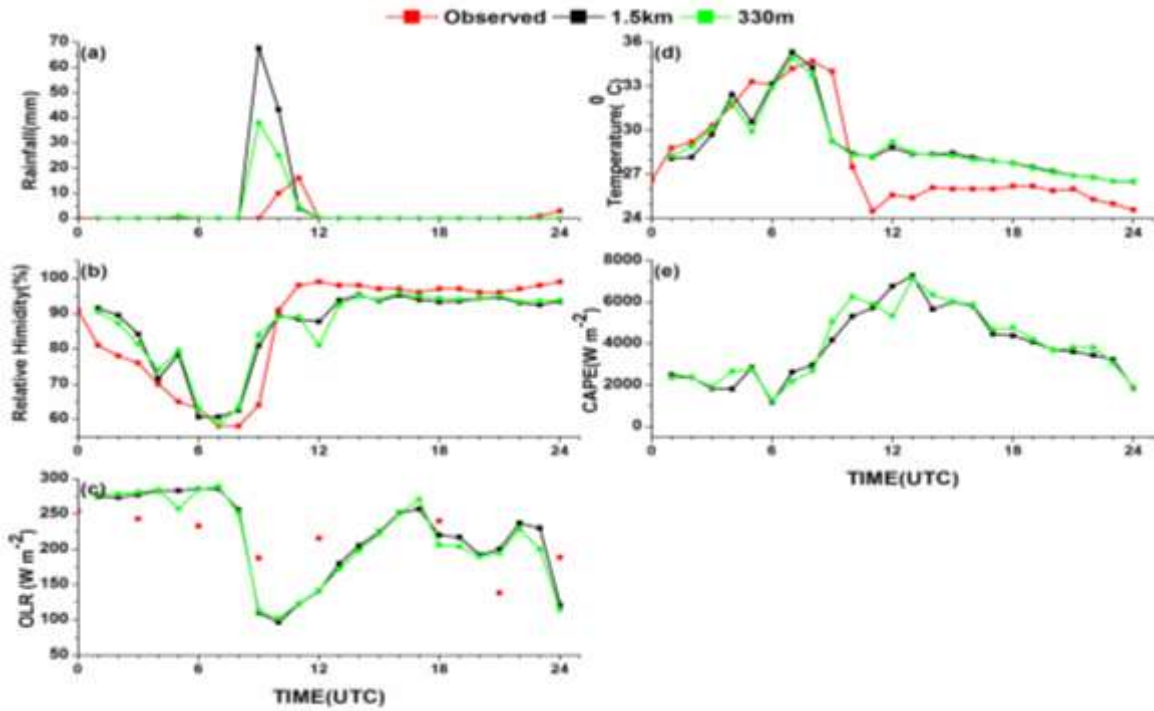 Observed 1.5km 330m
(a)
Rainfall(mm)
70
60
50
40
30
20
10
0
0 6 12 18 24
(d)
Temperature(⁰C)
36
33
30
27
24
0 6 12 18 24
(b)
Relative Himidity(%)
100
90
80
70
60
0 6 12 18 24
(e)
CAPE(W m⁻²)
8000
6000
4000
2000
0
0 6 12 18 24
TIME(UTC)
(c)
OLR (W m⁻²)
300
250
200
150
100
50
0 6 12 18 24
TIME(UTC)